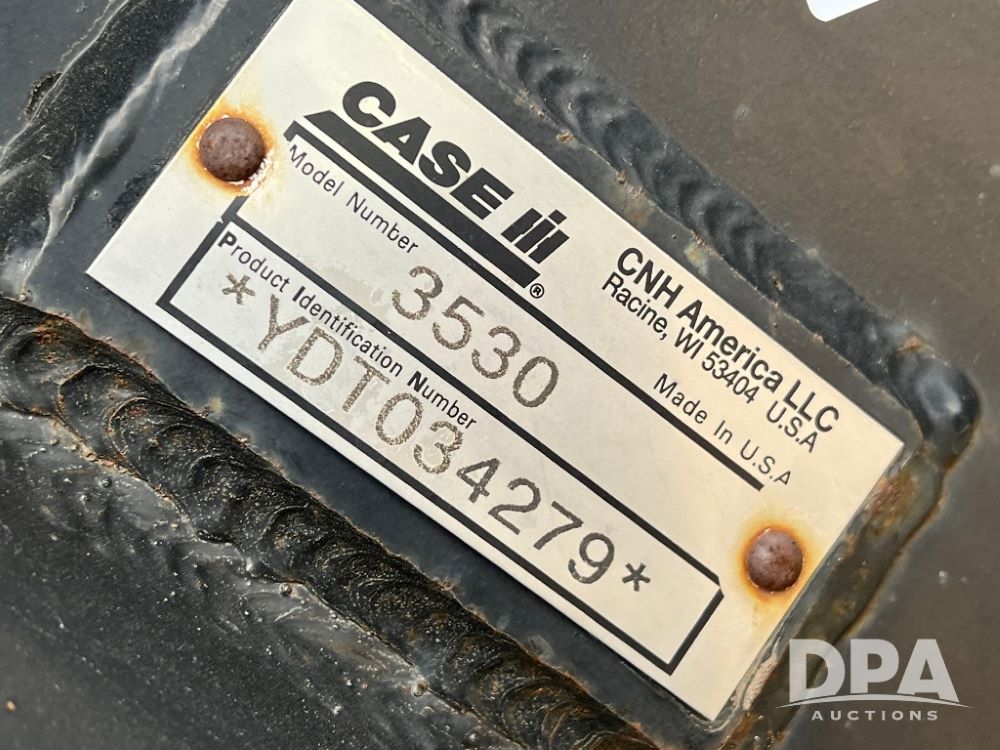 CASE IH®
Model Number
3530
CNH America LLC
Racine, WI 53404 U.S.A
Made In U.S.A
Product Identification Number
*YDT034279*
DPA
AUCTIONS